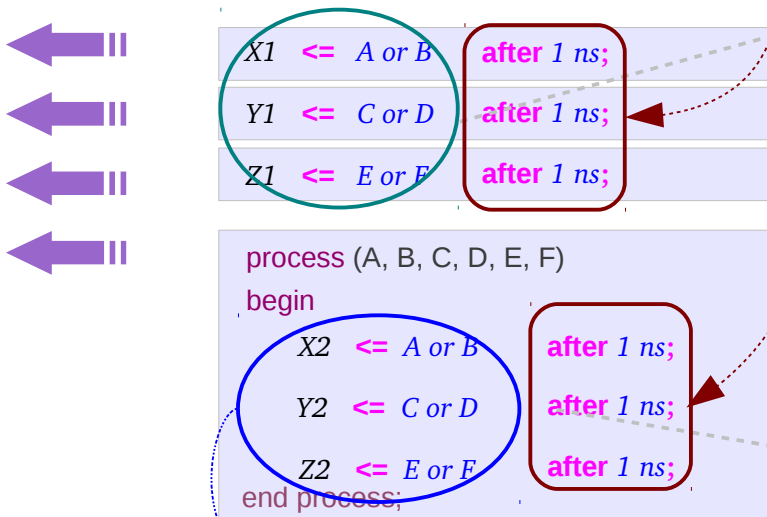 X1 <= A or B after 1 ns;
Y1 <= C or D after 1 ns;
Z1 <= E or F after 1 ns;
process (A, B, C, D, E, F)
begin
X2 <= A or B after 1 ns;
Y2 <= C or D after 1 ns;
Z2 <= E or F after 1 ns;
end process;